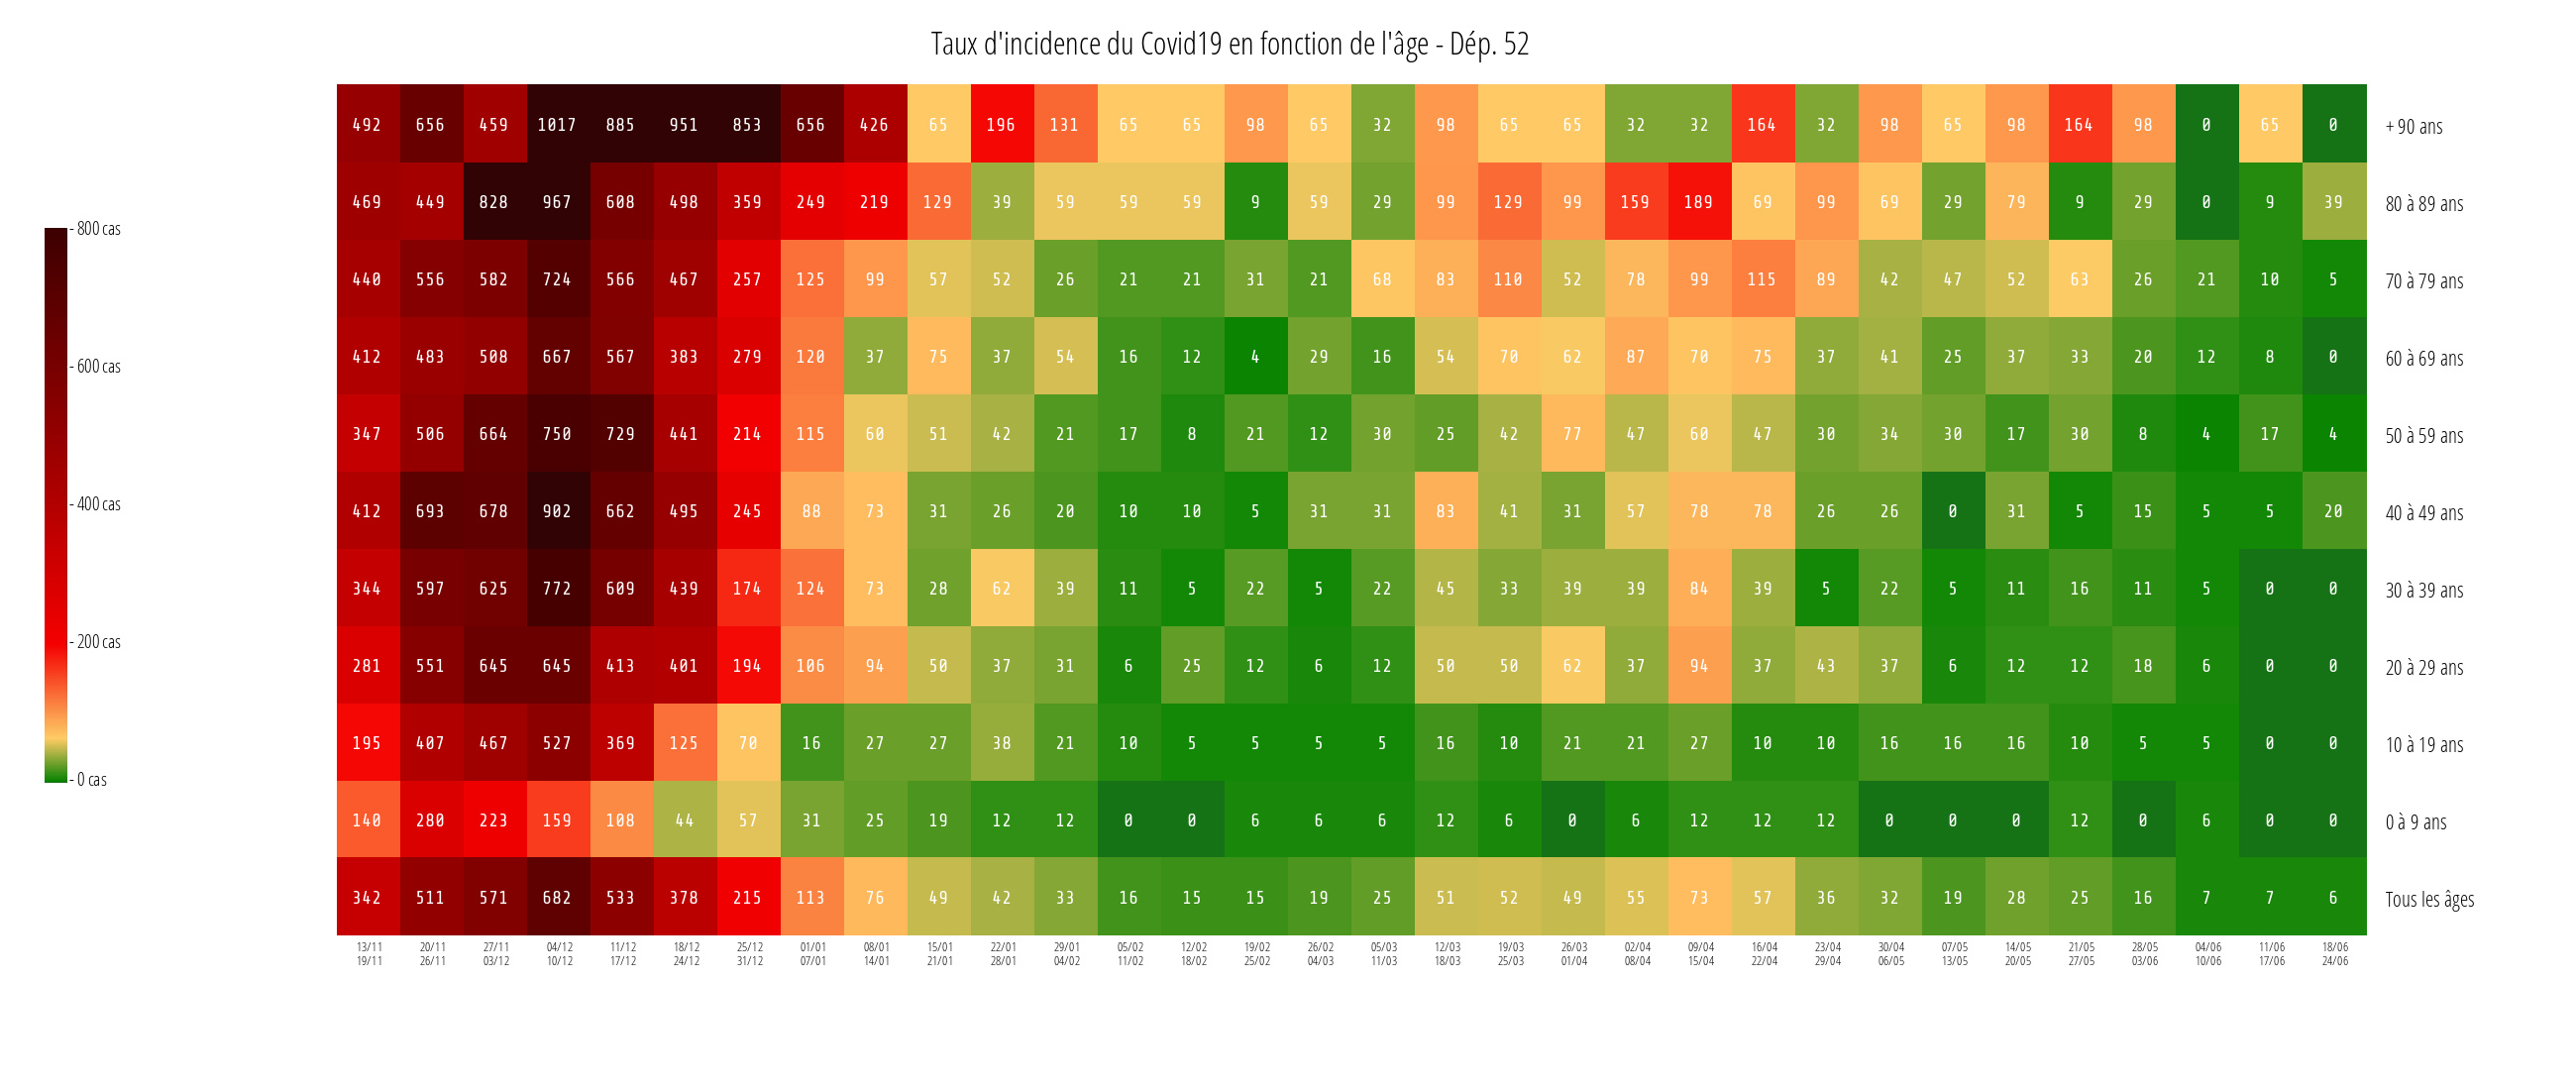 Taux d'incidence du Covid19 en fonction de l'âge - Dép. 52
- 800 cas
- 600 cas
- 400 cas
- 200 cas
- 0 cas
492 656 459 1017 885 951 853 656 426 65 196 131 65 65 98 65 32 98 65 65 32 32 164 32 98 65 98 164 98 0 65 0 + 90 ans
469 449 828 967 608 498 359 249 219 129 39 59 59 59 9 59 29 99 129 99 159 189 69 99 69 29 79 9 29 0 9 39 80 à 89 ans
440 556 582 724 566 467 257 125 99 57 52 26 21 21 31 21 68 83 110 52 78 99 115 89 42 47 52 63 26 21 10 5 70 à 79 ans
412 483 508 667 567 383 279 120 37 75 37 54 16 12 4 29 16 54 70 62 87 70 75 37 41 25 37 33 20 12 8 0 60 à 69 ans
347 506 664 750 729 441 214 115 60 51 42 21 17 8 21 12 30 25 42 77 47 60 47 30 34 30 17 30 8 4 17 4 50 à 59 ans
412 693 678 902 662 495 245 88 73 31 26 20 10 10 5 31 31 83 41 31 57 78 78 26 26 0 31 5 15 5 5 20 40 à 49 ans
344 597 625 772 609 439 174 124 73 28 62 39 11 5 22 5 22 45 33 39 39 84 39 5 22 5 11 16 11 5 0 0 30 à 39 ans
281 551 645 645 413 401 194 106 94 50 37 31 6 25 12 6 12 50 50 62 37 94 37 43 37 6 12 12 18 6 0 0 20 à 29 ans
195 407 467 527 369 125 70 16 27 27 38 21 10 5 5 5 5 16 10 21 21 27 10 10 16 16 16 10 5 5 0 0 10 à 19 ans
140 280 223 159 108 44 57 31 25 19 12 12 0 0 6 6 6 12 6 0 6 12 12 12 0 0 0 12 0 6 0 0 0 à 9 ans
342 511 571 682 533 378 215 113 76 49 42 33 16 15 15 19 25 51 52 49 55 73 57 36 32 19 28 25 16 7 7 6 Tous les âges
13/11 20/11 27/11 04/12 11/12 18/12 25/12 01/01 08/01 15/01 22/01 29/01 05/02 12/02 19/02 26/02 05/03 12/03 19/03 26/03 02/04 09/04 16/04 23/04 30/04 07/05 14/05 21/05 28/05 04/06 11/06 18/06
19/11 26/11 03/12 10/12 17/12 24/12 31/12 07/01 14/01 21/01 28/01 04/02 11/02 18/02 25/02 04/03 11/03 18/03 25/03 01/04 08/04 15/04 22/04 29/04 06/05 13/05 20/05 27/05 03/06 10/06 17/06 24/06